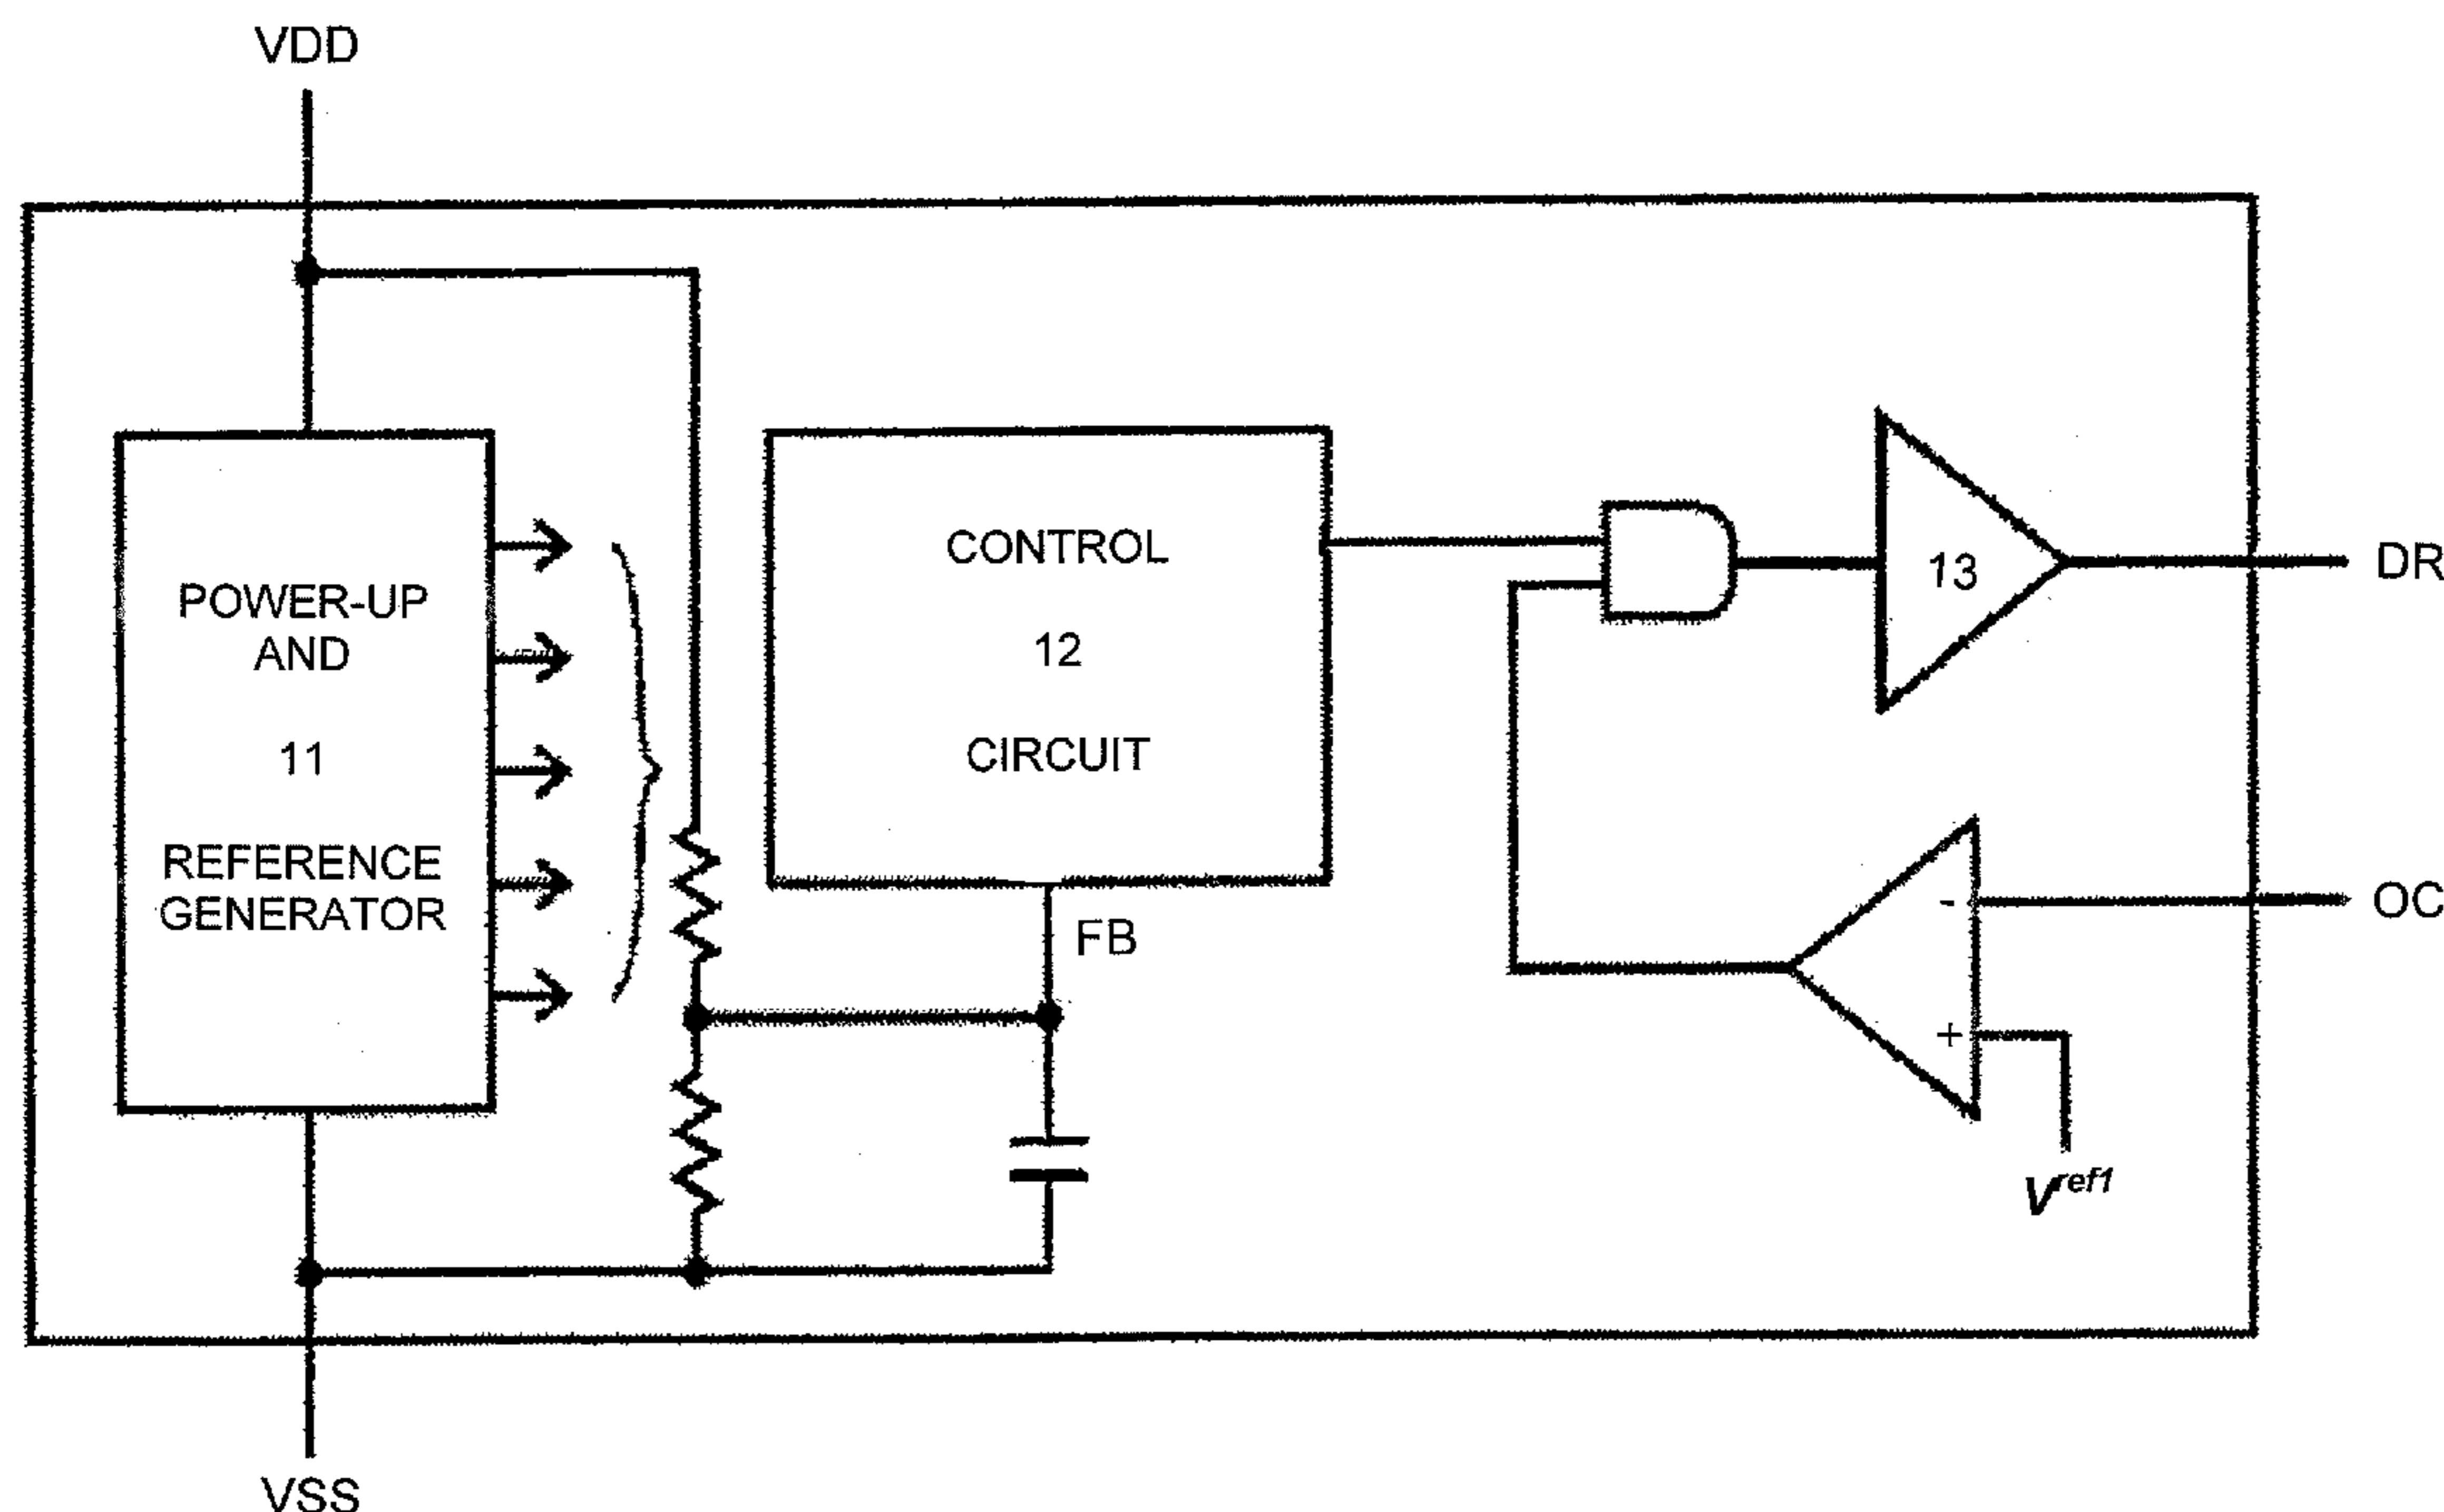 VDD
POWER-UP
AND
11
REFERENCE
GENERATOR
CONTROL
12
CIRCUIT
FB
13
DR
-
OC
+
Vref1
VSS